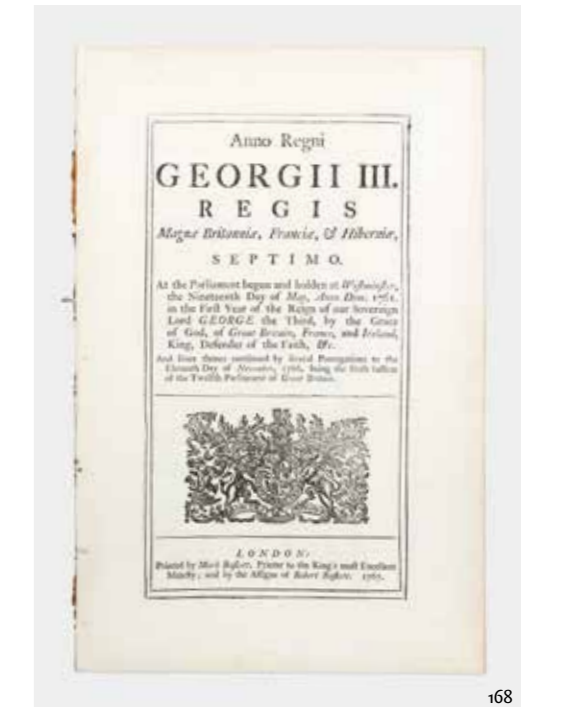 Anno Regni
GEORGII III.
REGIS
Magnæ Britanniæ, Franciæ, & Hiberniæ,
SEPTIMO.
At the Parliament begun and holden at Westminster,
the Nineteenth Day of May, Anno Dom. 1761.
in the First Year of the Reign of our Sovereign
Lord GEORGE the Third, by the Grace
of God, of Great Britain, France, and Ireland,
King, Defender of the Faith, &c.
And from thence continued by several Prorogations to the
Eleventh Day of November, 1766. being the Sixth Session
of the Twelfth Parliament of Great Britain.
LONDON:
Printed by Mark Baskett, Printer to the King's most Excellent
Majesty; and by the Assigns of Robert Baskett. 1767.
168